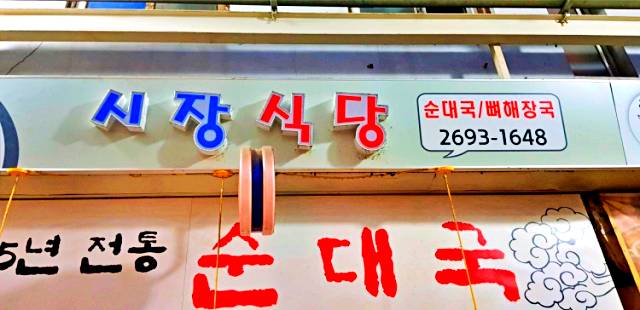 시장식당
순대국/뼈해장국
2693-1648
5년 전통
순대국